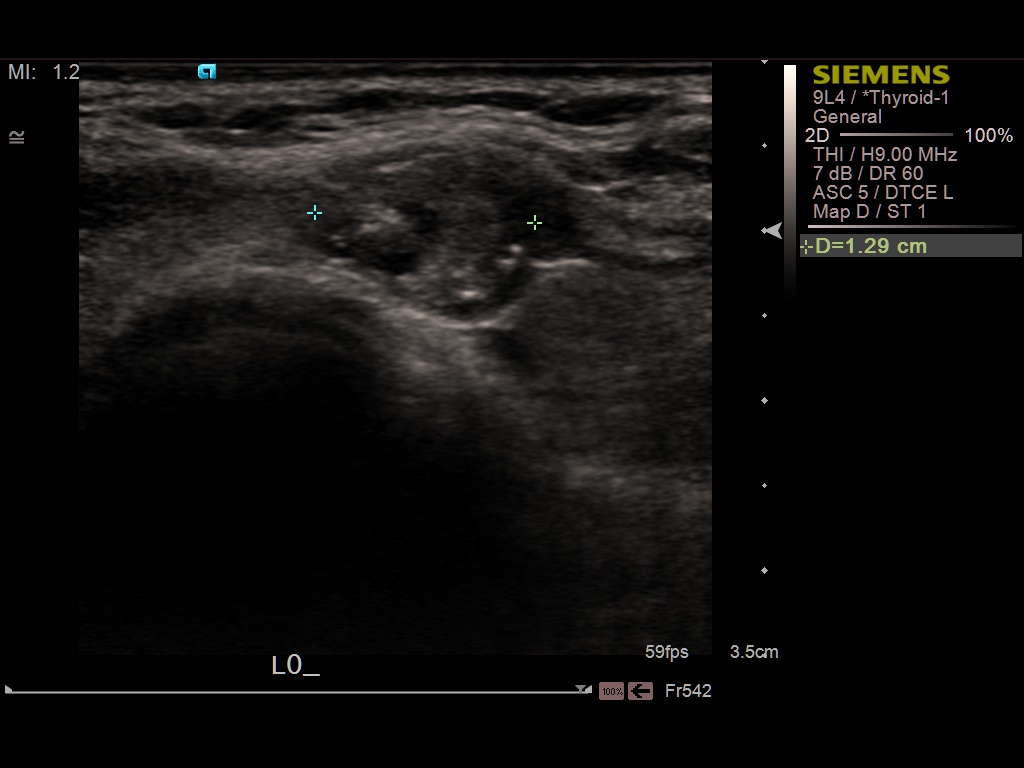 MI: 1.2
SIEMENS
9L4 / *Thyroid-1
General
2D 100%
THI / H9.00 MHz
7 dB / DR 60
ASC 5 / DTCE L
Map D / ST 1
D=1.29 cm
59fps 3.5cm
L0_
100% Fr542